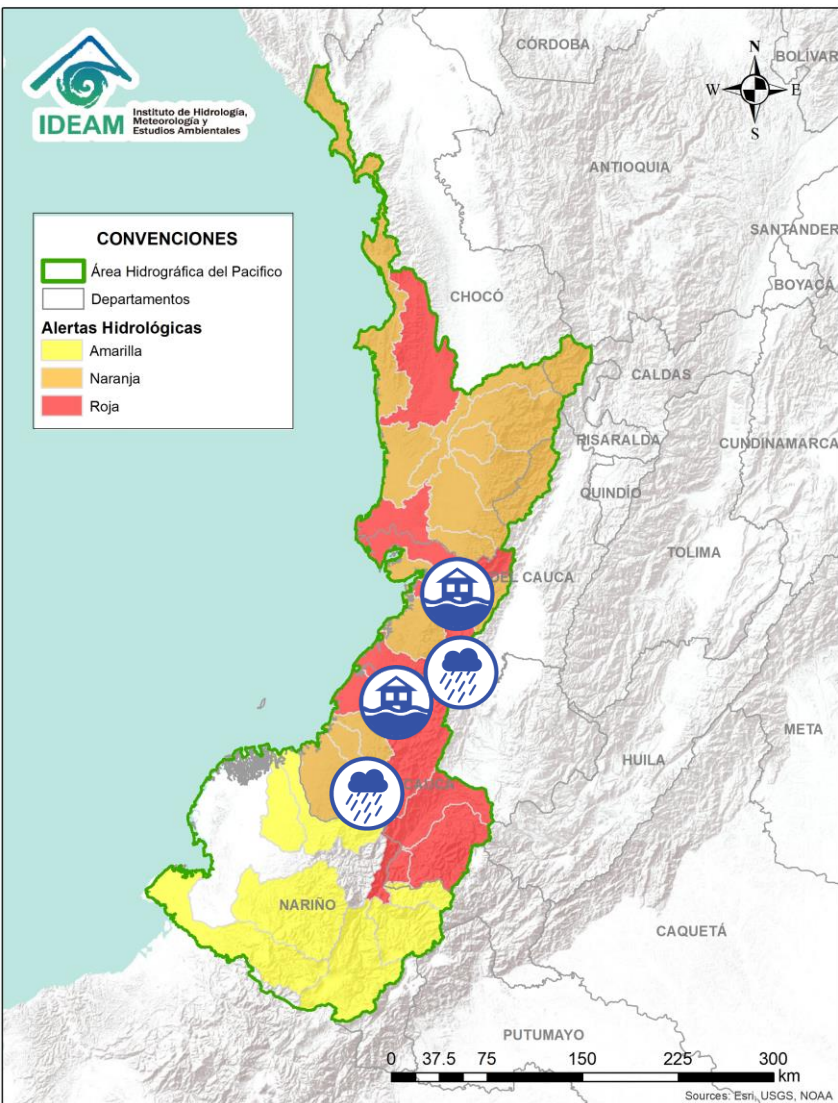 IDEAM
Instituto de Hidrología,
Meteorología y
Estudios Ambientales
CÓRDOBA
BOLÍVAR
N
W
E
S
ANTIOQUIA
SANTANDER
CONVENCIONES
Área Hidrográfica del Pacifico
Departamentos
Alertas Hidrológicas
Amarilla
Naranja
Roja
BOYACÁ
CHOCÓ
CALDAS
RISARALDA
CUNDINAMARCA
QUINDÍO
TOLIMA
DEL CAUCA
META
HUILA
CAUCA
NARIÑO
CAQUETÁ
PUTUMAYO
0 37.5 75 150 225 300
km
Sources: Esri, USGS, NOAA